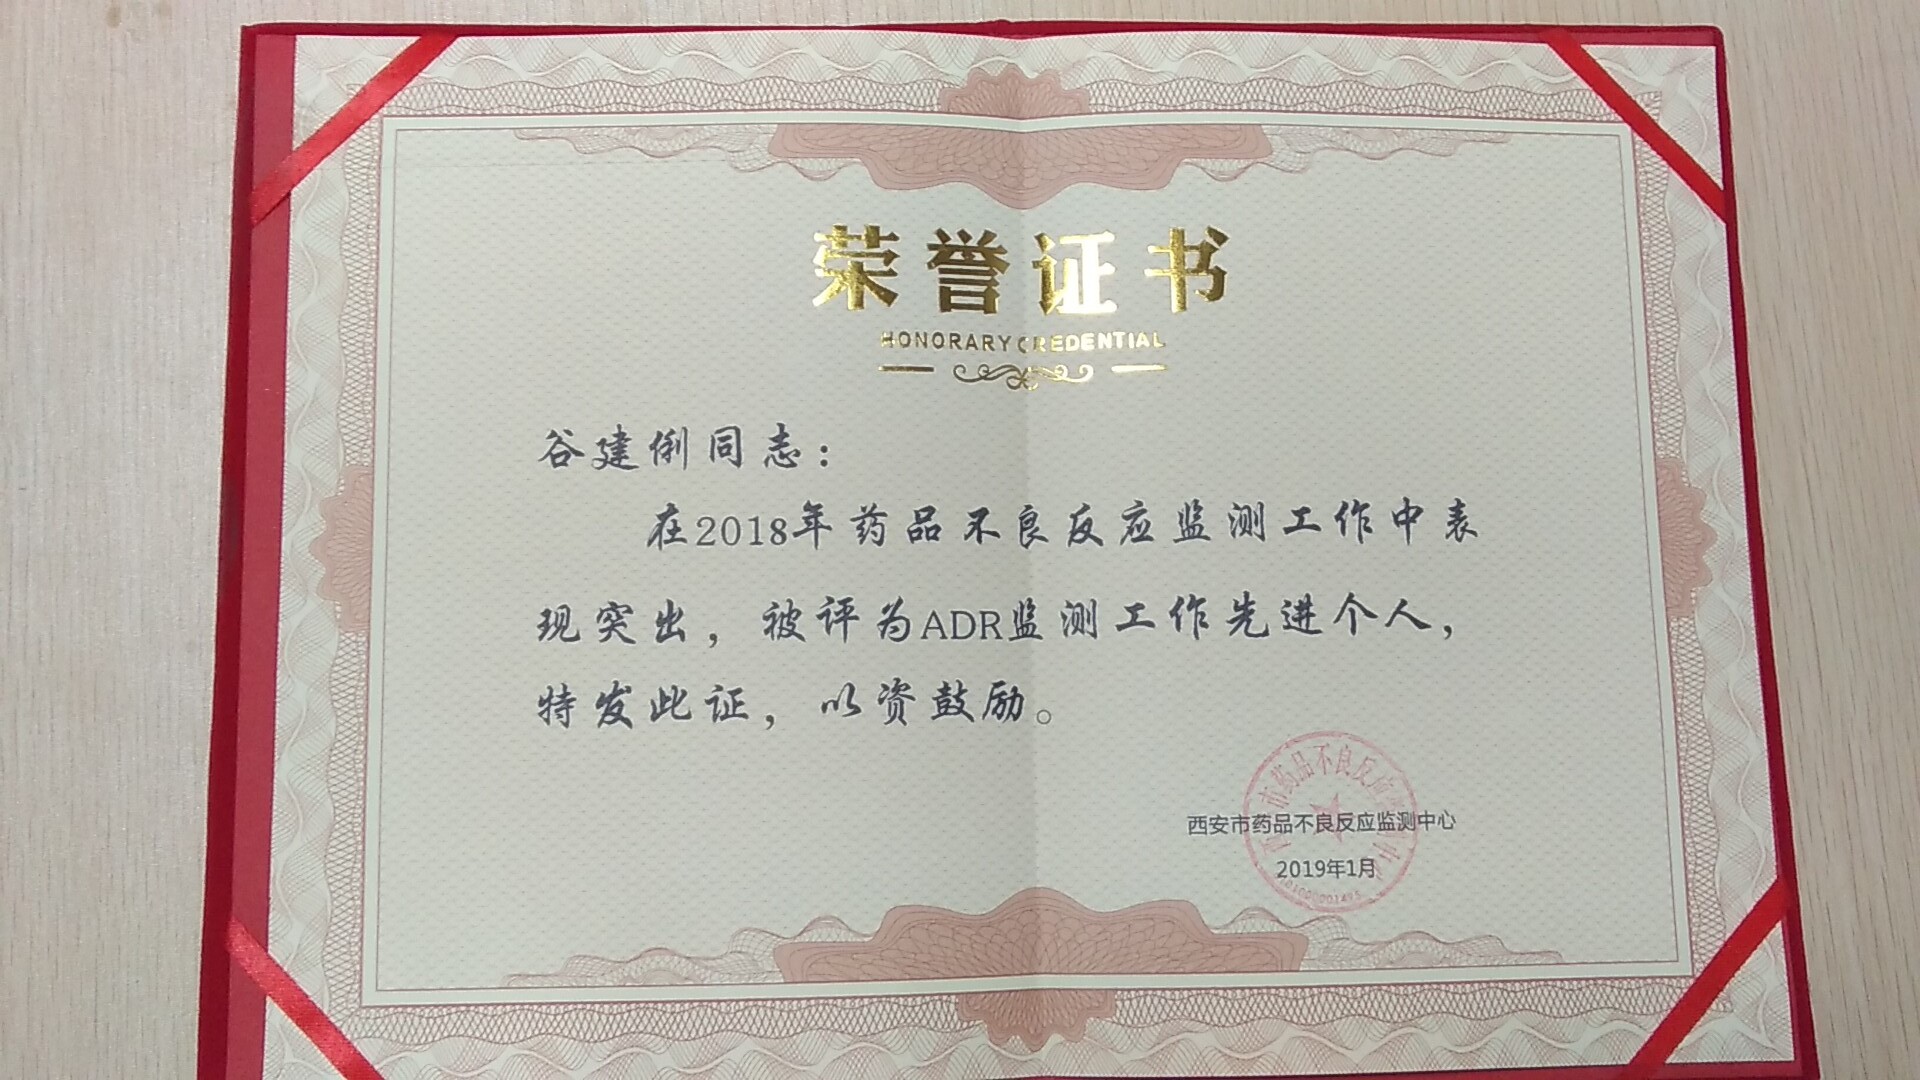 荣誉证书
HONORARY CREDENTIAL
谷建俐同志：
在2018年药品不良反应监测工作中表
现突出，被评为ADR监测工作先进个人，
特发此证，以资鼓励。
西安市药品不良反应监测中心
2019年1月